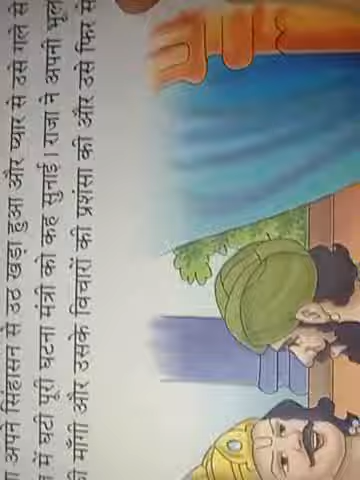 अपने सिंहासन से उठ खड़ा हुआ और प्यार से उसे गले से
में घटी पूरी घटना मंत्री को कह सुनाई। राजा ने अपनी भूल
माँगी और उसके विचारों की प्रशंसा की और उसे फिर से